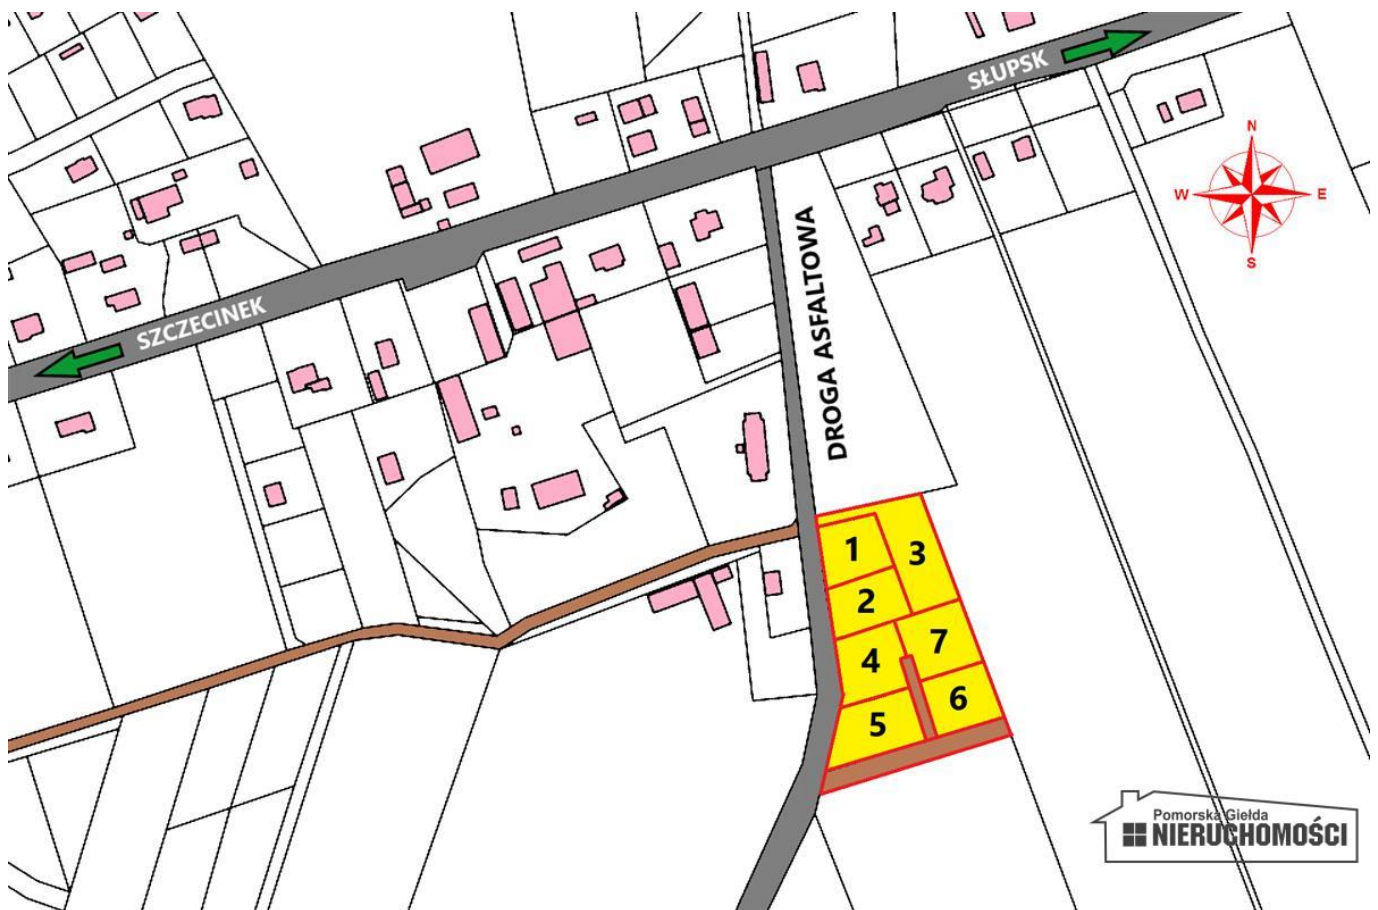 SŁUPSK
N
W
E
S
SZCZECINEK
DROGA ASFALTOWA
1
3
2
7
4
6
5
Pomorska Giełda
NIERUCHOMOŚCI